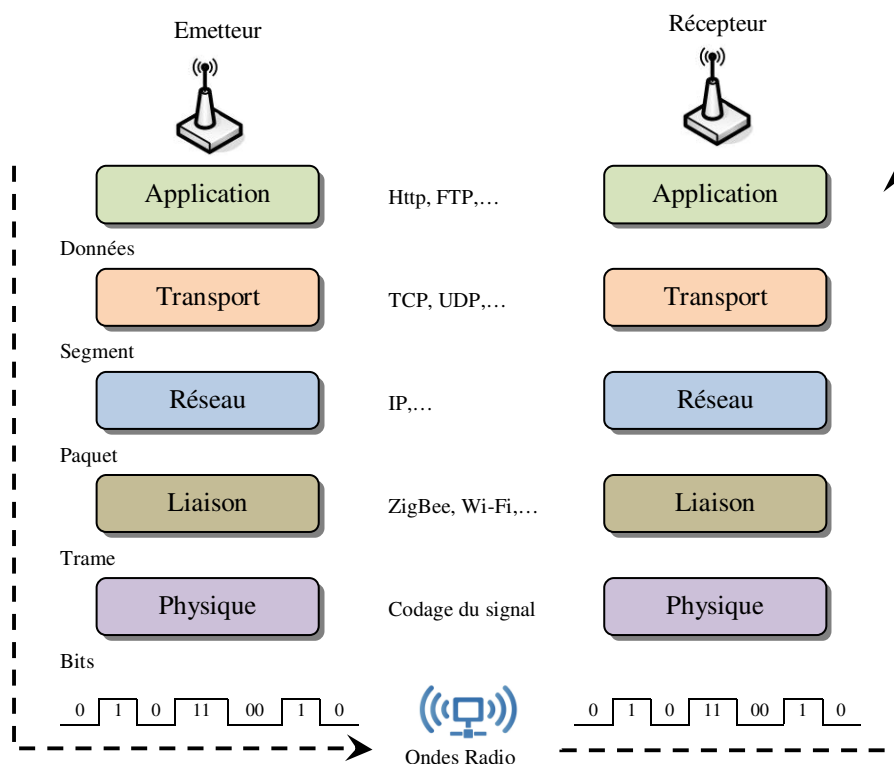 Emetteur
Récepteur
Application
Http, FTP,…
Application
Données
Transport
TCP, UDP,…
Transport
Segment
Réseau
IP,…
Réseau
Paquet
Liaison
ZigBee, Wi-Fi,…
Liaison
Trame
Physique
Codage du signal
Physique
Bits
0 1 0 11 00 1 0
0 1 0 11 00 1 0
Ondes Radio